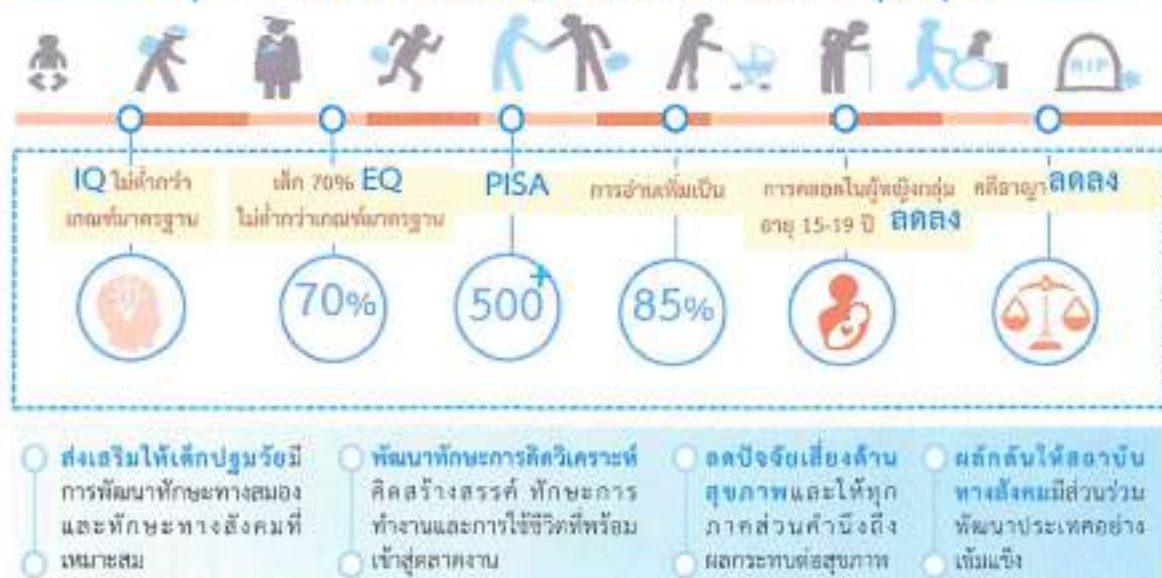 RIP
IQ ไม่ต่ำกว่า
เกณฑ์มาตรฐาน
เด็ก 70% EQ
ไม่ต่ำกว่าเกณฑ์มาตรฐาน
PISA
การอ่านเพิ่มเป็น
การคลอดในผู้หญิงกลุ่ม
อายุ 15-19 ปี ลดลง
คดีอาญาลดลง
70%
500+
85%
ส่งเสริมให้เด็กปฐมวัยมี
การพัฒนาทักษะทางสมอง
และทักษะทางสังคมที่
เหมาะสม
พัฒนาทักษะการคิดวิเคราะห์
คิดสร้างสรรค์ ทักษะการ
ทำงานและการใช้ชีวิตที่พร้อม
เข้าสู่ตลาดงาน
ลดปัจจัยเสี่ยงด้าน
สุขภาพและให้ทุก
ภาคส่วนคำนึงถึง
ผลกระทบต่อสุขภาพ
ผลักดันให้สถาบัน
ทางสังคมมีส่วนร่วม
พัฒนาประเทศอย่าง
เข้มแข็ง